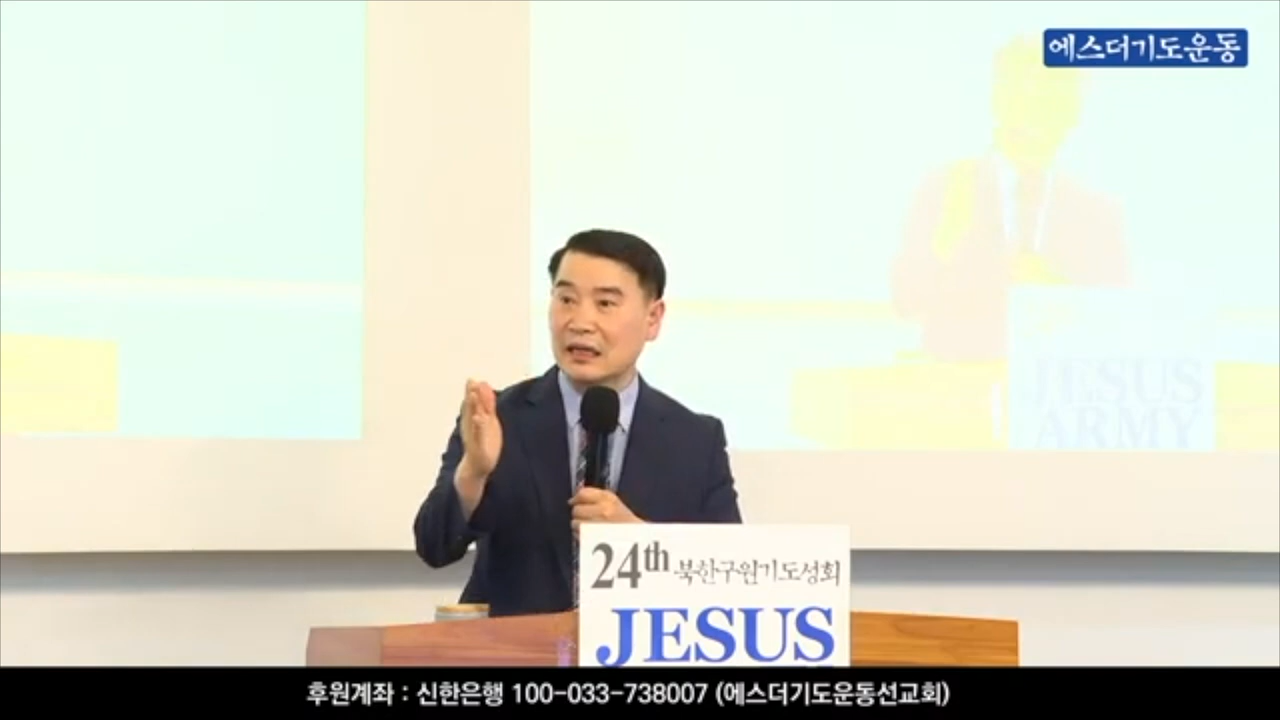 에스더기도운동
JESUS
ARMY
24th 북한구원기도성회
JESUS
후원계좌 : 신한은행 100-033-738007 (에스더기도운동선교회)